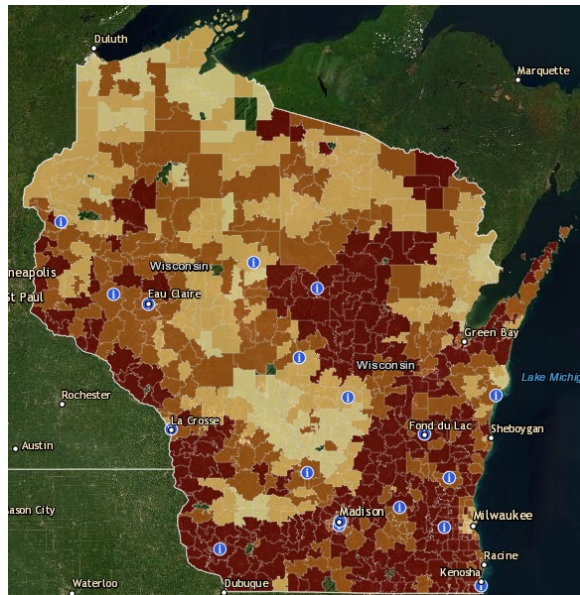 Duluth
Marquette
Wisconsin
nneapolis
St Paul
Eau Claire
Green Bay
Wisconsin
Lake Michig
Rochester
La Crosse
Fond du Lac
Sheboygan
Austin
ason City
Madison
Milwaukee
Racine
Kenosha
Waterloo
Dubuque